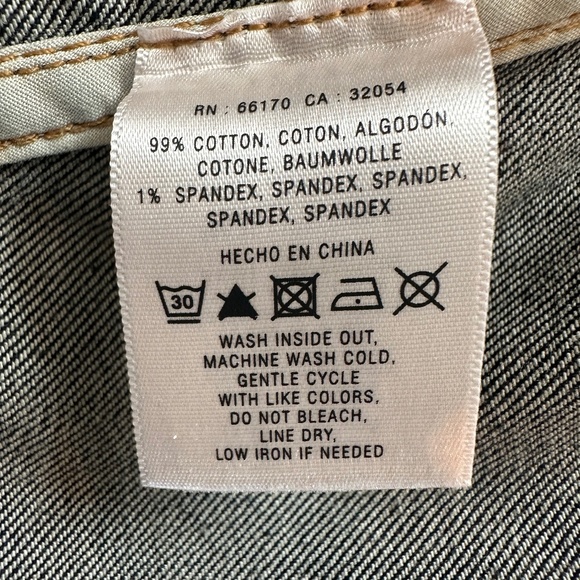 RN : 66170 CA : 32054
99% COTTON, COTON, ALGODÓN,
COTONE, BAUMWOLLE
1% SPANDEX, SPANDEX, SPANDEX,
SPANDEX, SPANDEX
HECHO EN CHINA
30
WASH INSIDE OUT,
MACHINE WASH COLD,
GENTLE CYCLE
WITH LIKE COLORS,
DO NOT BLEACH,
LINE DRY,
LOW IRON IF NEEDED